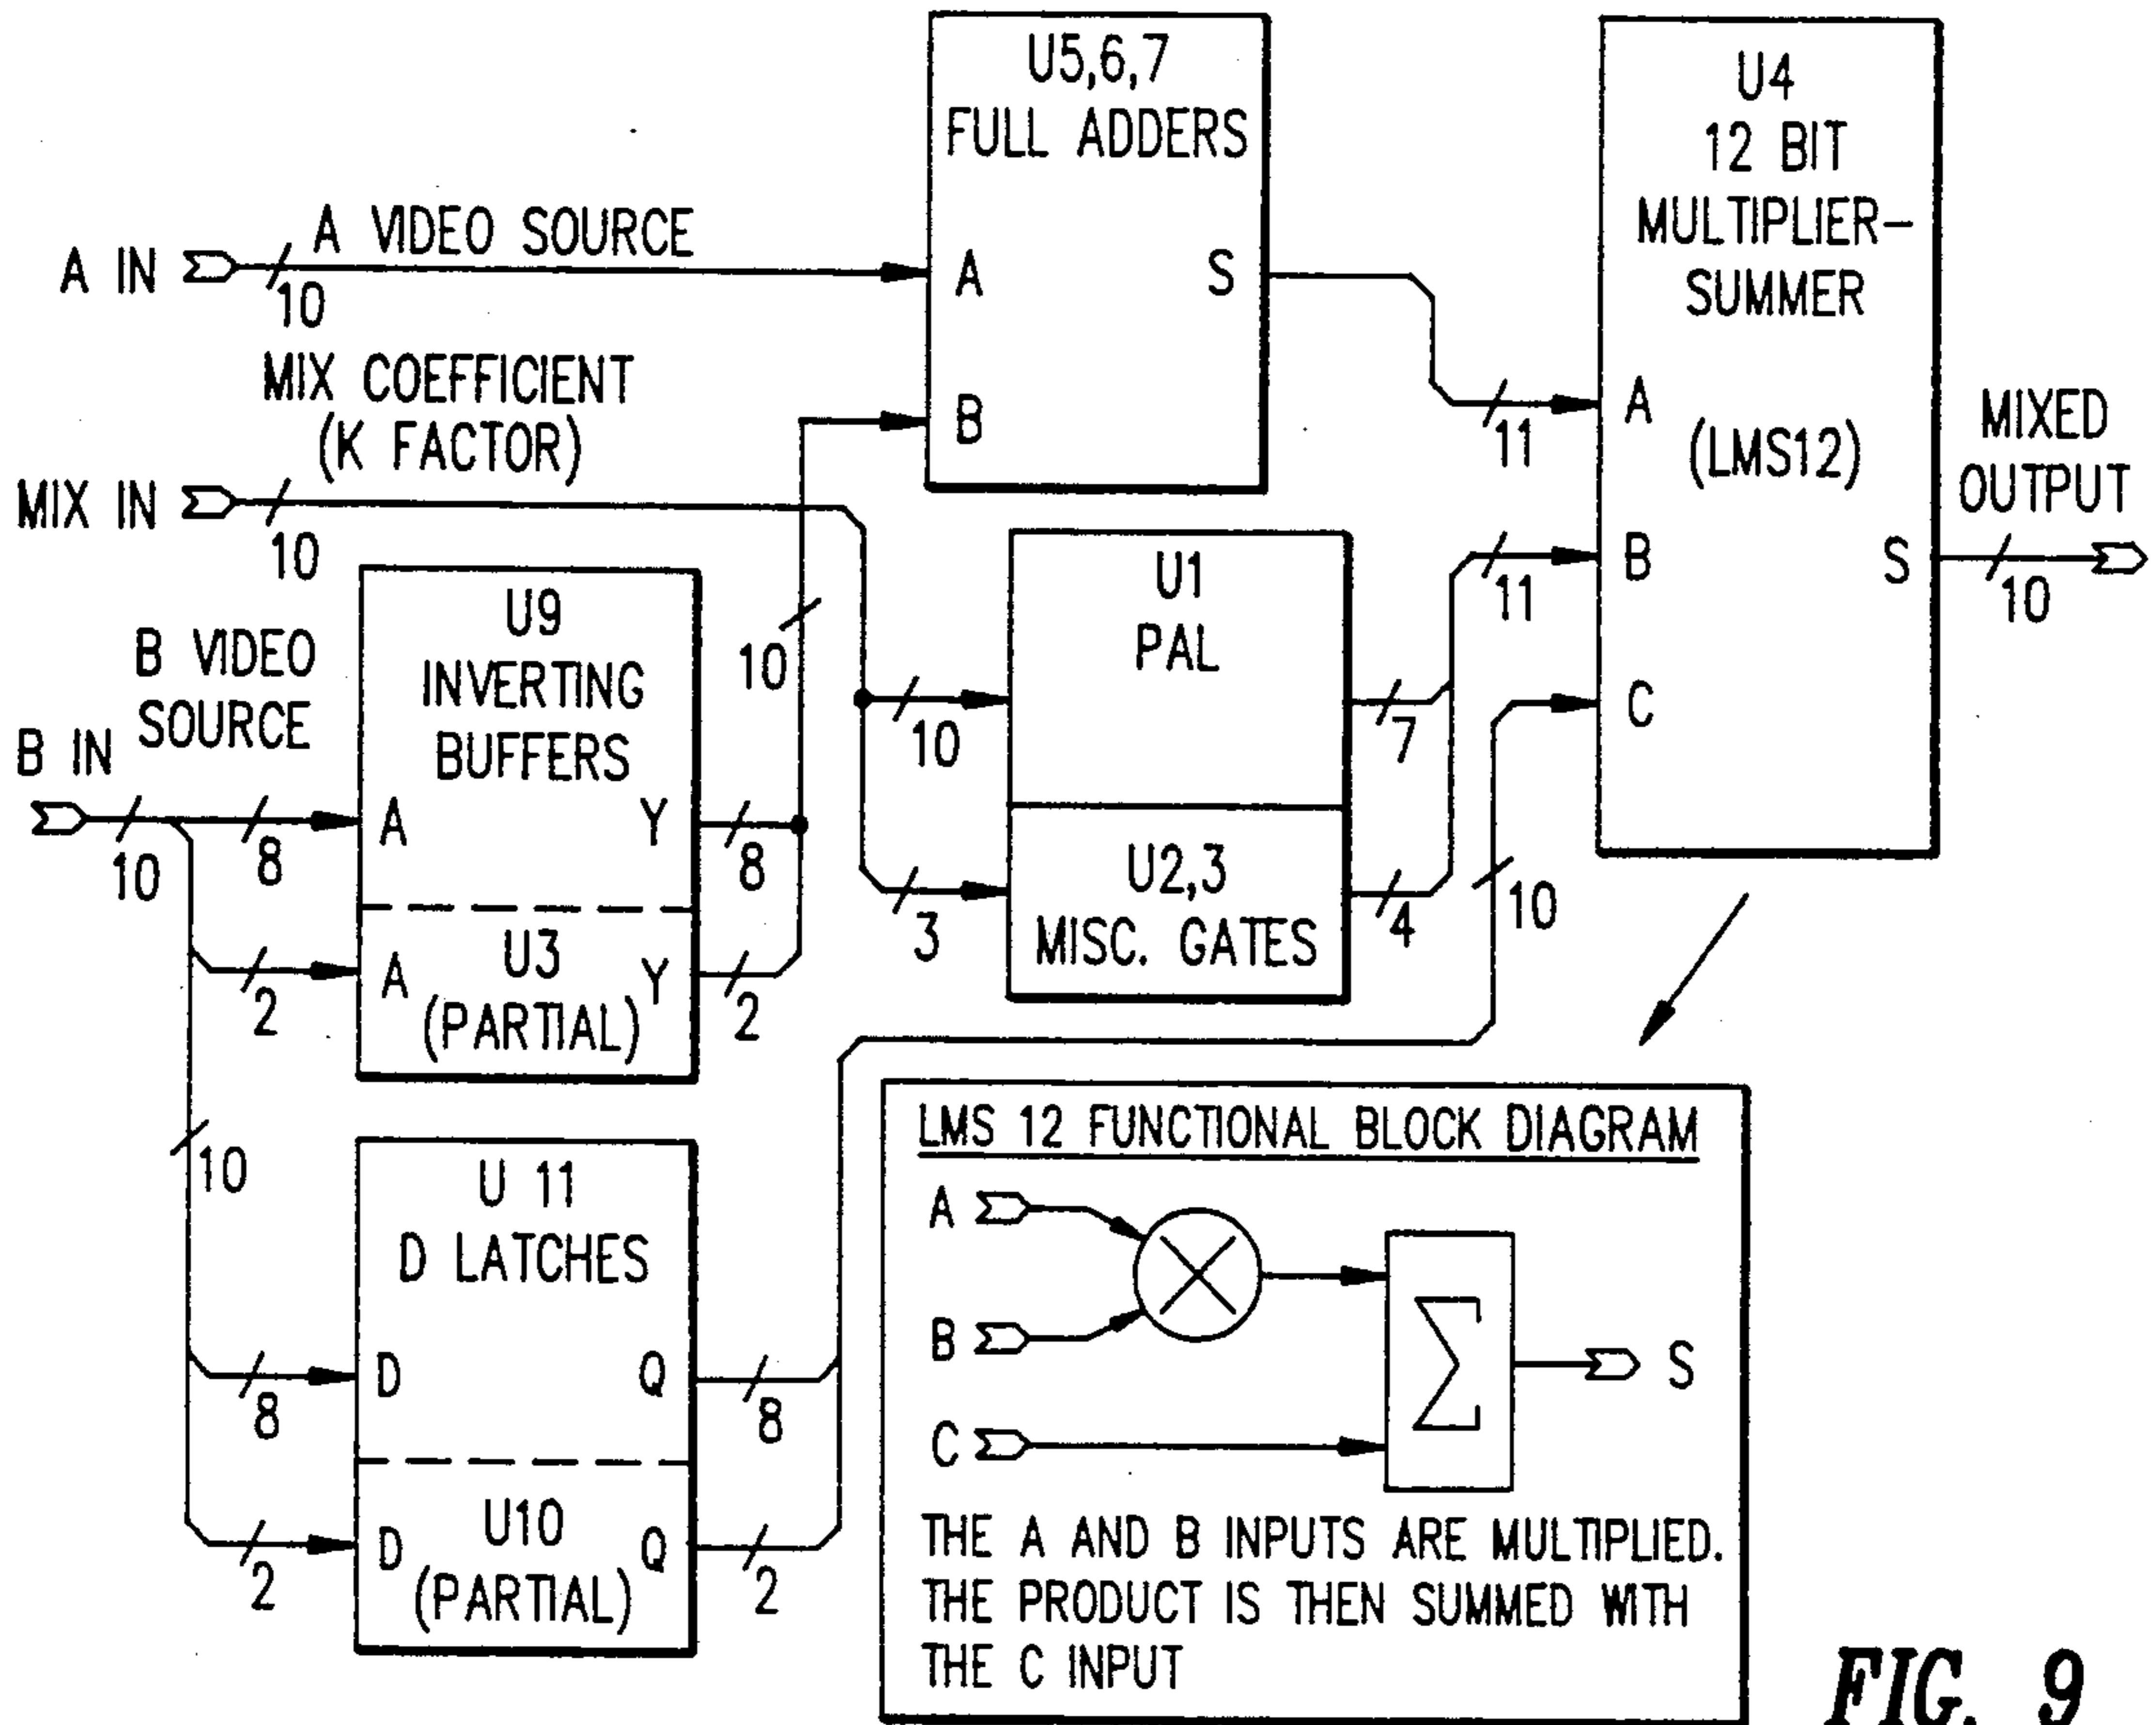 U5,6,7
FULL ADDERS
A
S
B
U4
12 BIT
MULTIPLIER-
SUMMER
(LMS12)
A
B
C
S
A IN
10
A VIDEO SOURCE
MIX COEFFICIENT
(K FACTOR)
MIX IN
10
11
11
MIXED
OUTPUT
10
B VIDEO
SOURCE
B IN
10
8
2
10
U9
INVERTING
BUFFERS
A
Y
U3
(PARTIAL)
A
Y
8
2
10
10
3
U1
PAL
U2,3
MISC. GATES
7
4
10
U 11
D LATCHES
D
Q
U10
(PARTIAL)
D
Q
8
2
8
2
LMS 12 FUNCTIONAL BLOCK DIAGRAM
A
B
C
Σ
S
THE A AND B INPUTS ARE MULTIPLIED.
THE PRODUCT IS THEN SUMMED WITH
THE C INPUT
FIG. 9